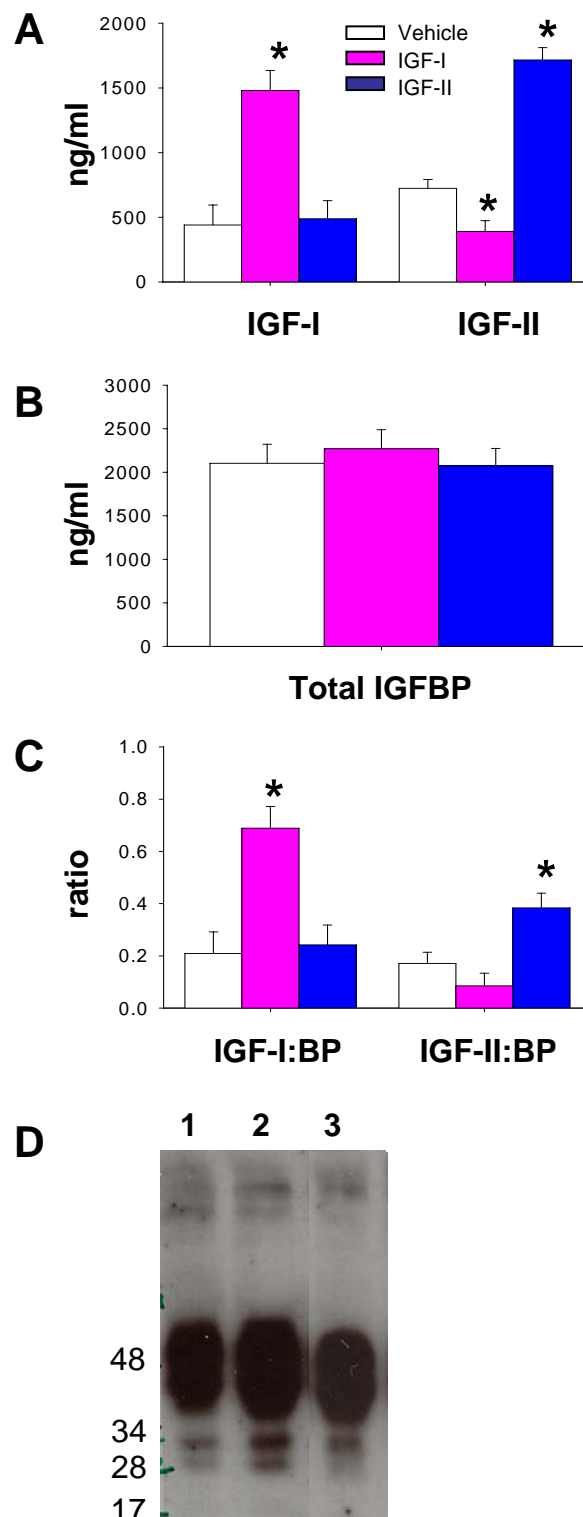 A
2000
1500
1000
500
0
ng/ml
Vehicle
IGF-I
IGF-II
*
*
*
IGF-I
IGF-II
B
3000
2500
2000
1500
1000
500
0
ng/ml
Total IGFBP
C
1.0
0.8
0.6
0.4
0.2
0.0
ratio
*
*
IGF-I:BP
IGF-II:BP
D
1 2 3
48
34
28
17